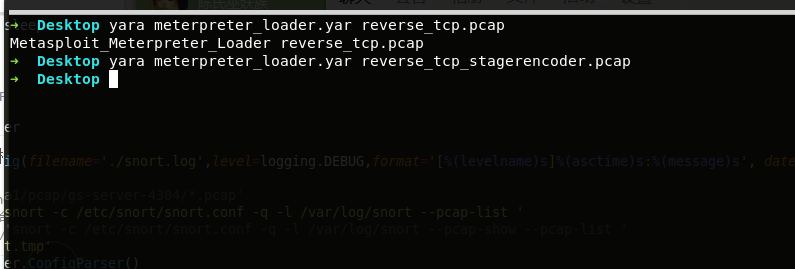 ➜ Desktop yara meterpreter_loader.yar reverse_tcp.pcap
Metasploit_Meterpreter_Loader reverse_tcp.pcap
➜ Desktop yara meterpreter_loader.yar reverse_tcp_stagerencoder.pcap
➜ Desktop
er
ig(filename='./snort.log',level=logging.DEBUG,format='[%(levelname)s]%(asctime)s:%(message)s', date
a1/pcap/gs-server-4304/*.pcap
snort -c /etc/snort/snort.conf -q -l /var/log/snort --pcap-list '
'snort -c /etc/snort/snort.conf -q -l /var/log/snort --pcap-show --pcap-list '
t.tmp'
er.ConfigParser()